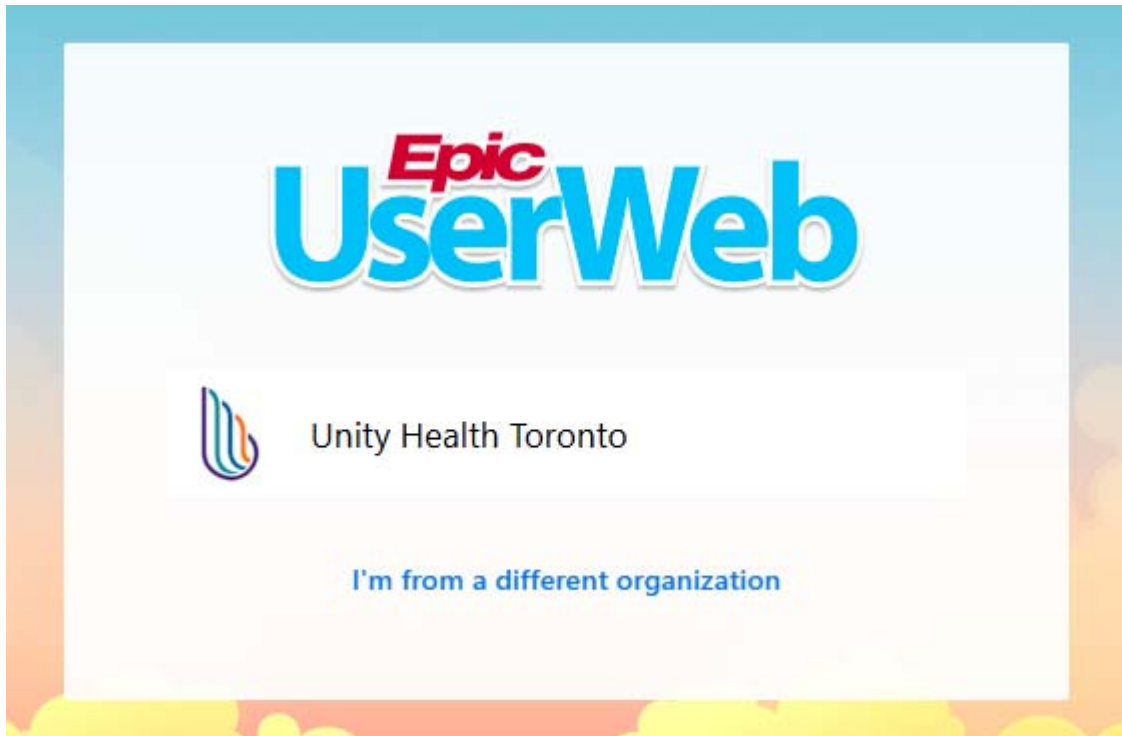 Epic
UserWeb
Unity Health Toronto
I'm from a different organization